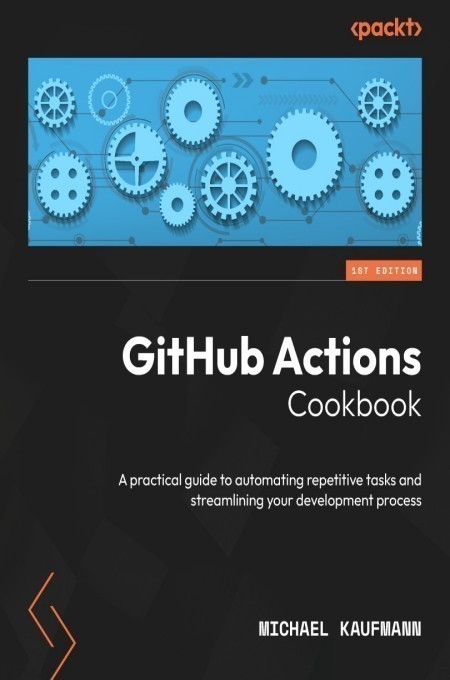 <packt>
1ST EDITION
GitHub Actions
Cookbook
A practical guide to automating repetitive tasks and
streamlining your development process
MICHAEL KAUFMANN